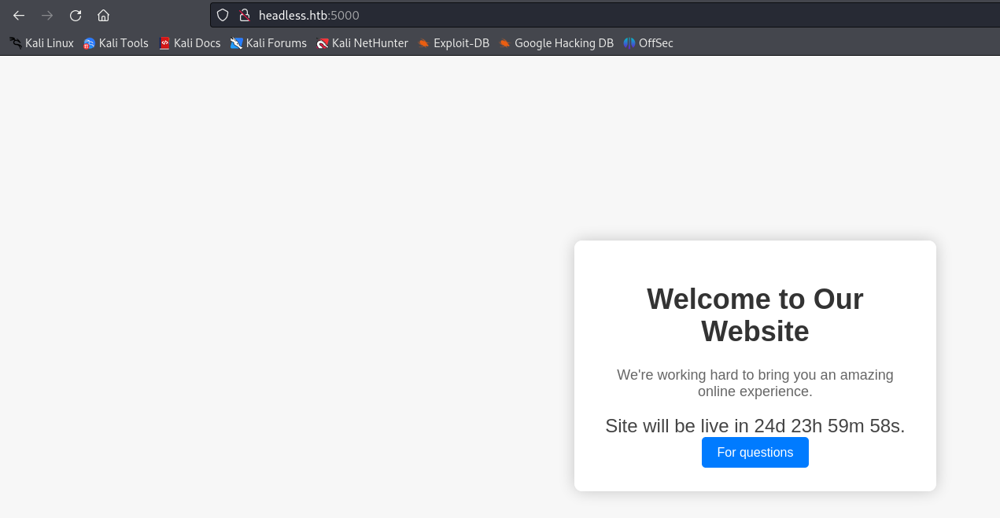 headless.htb:5000
Kali Linux Kali Tools Kali Docs Kali Forums Kali NetHunter Exploit-DB Google Hacking DB OffSec
Welcome to Our
Website
We're working hard to bring you an amazing
online experience.
Site will be live in 24d 23h 59m 58s.
For questions